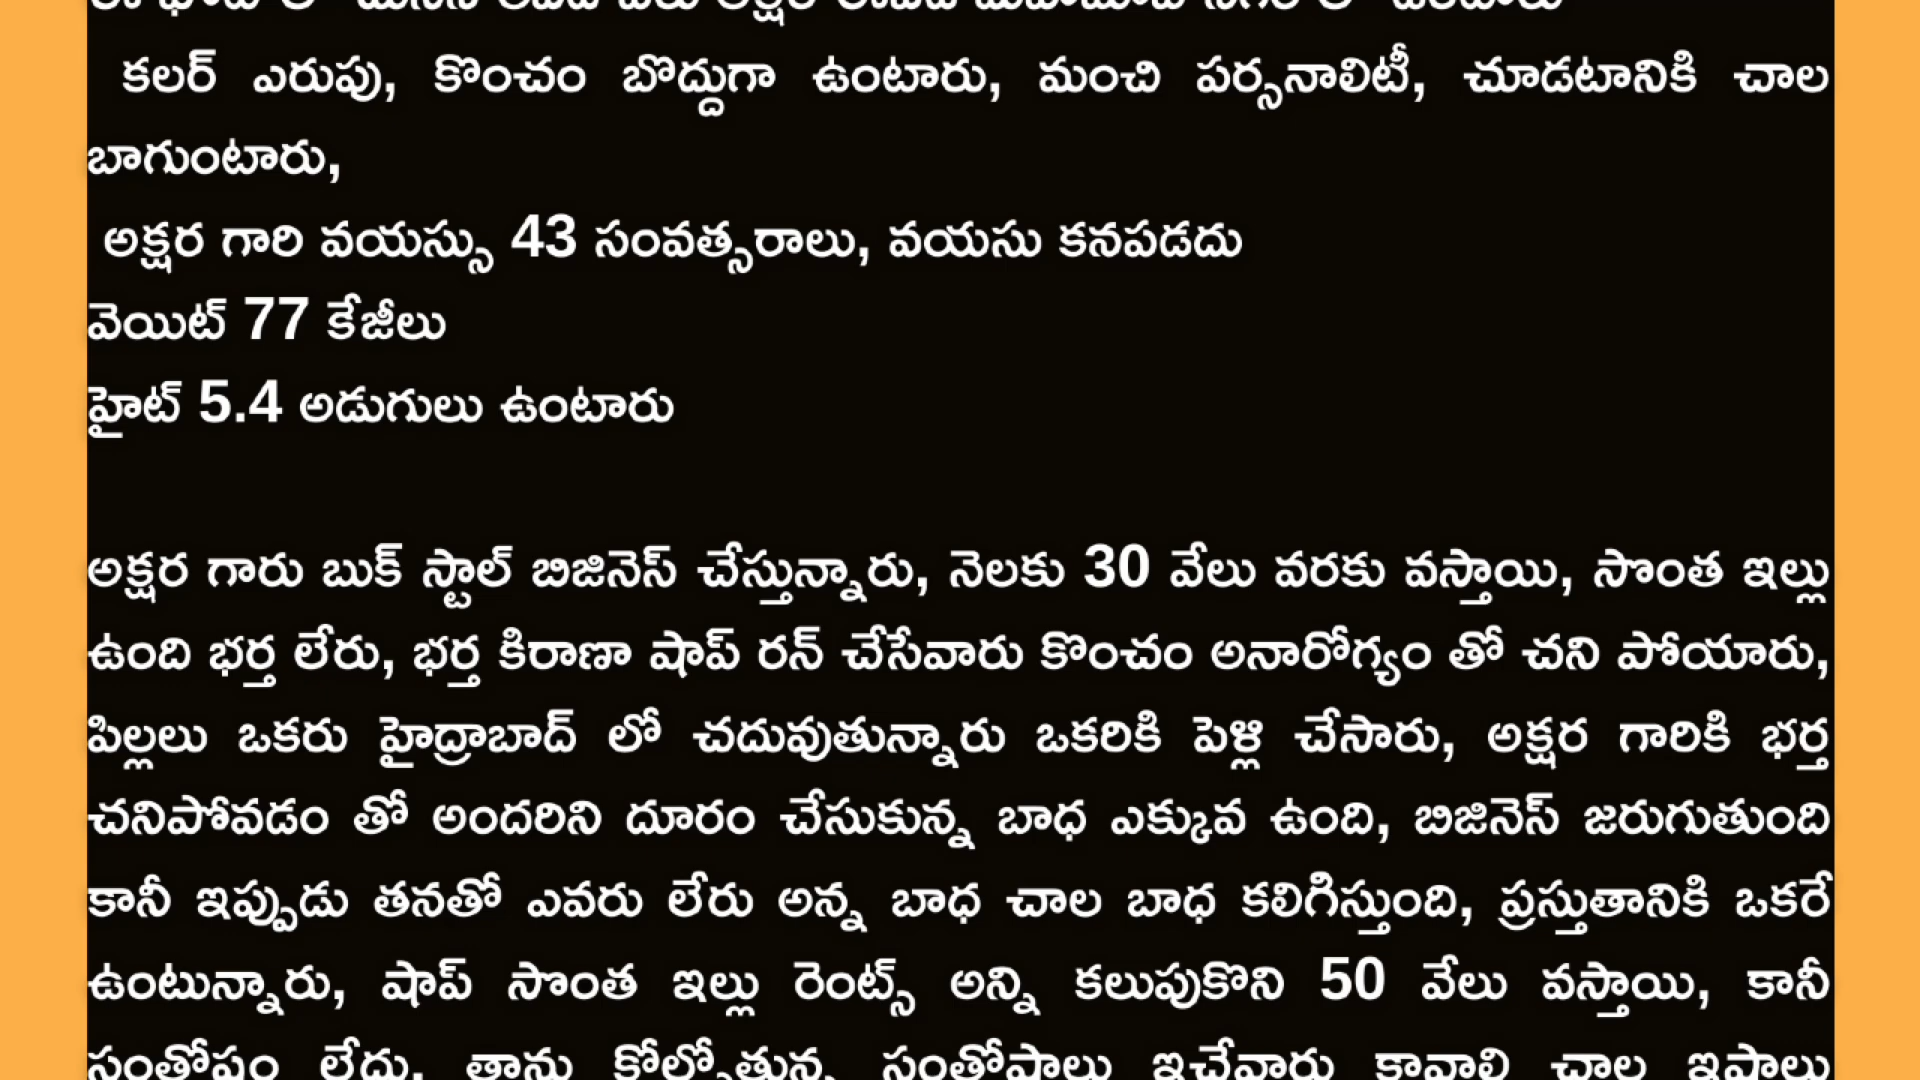 కలర్ ఎరుపు, కొంచం బొద్దుగా ఉంటారు, మంచి పర్సనాలిటీ, చూడటానికి చాల
బాగుంటారు,
అక్షర గారి వయస్సు 43 సంవత్సరాలు, వయసు కనపడదు
వెయిట్ 77 కేజీలు
హైట్ 5.4 అడుగులు ఉంటారు
అక్షర గారు బుక్ స్టాల్ బిజినెస్ చేస్తున్నారు, నెలకు 30 వేలు వరకు వస్తాయి, సొంత ఇల్లు
ఉంది భర్త లేరు, భర్త కిరాణా షాప్ రన్ చేసేవారు కొంచం అనారోగ్యం తో చని పోయారు,
పిల్లలు ఒకరు హైద్రాబాద్ లో చదువుతున్నారు ఒకరికి పెళ్లి చేసారు, అక్షర గారికి భర్త
చనిపోవడం తో అందరిని దూరం చేసుకున్న బాధ ఎక్కువ ఉంది, బిజినెస్ జరుగుతుంది
కానీ ఇప్పుడు తనతో ఎవరు లేరు అన్న బాధ చాల బాధ కలిగిస్తుంది, ప్రస్తుతానికి ఒకరే
ఉంటున్నారు, షాప్ సొంత ఇల్లు రెంట్స్ అన్ని కలుపుకొని 50 వేలు వస్తాయి, కానీ
సంతోషం లేదు, తాను కోల్పోతున్న సంతోషాలు ఇచ్చేవారు కావాలి చాల